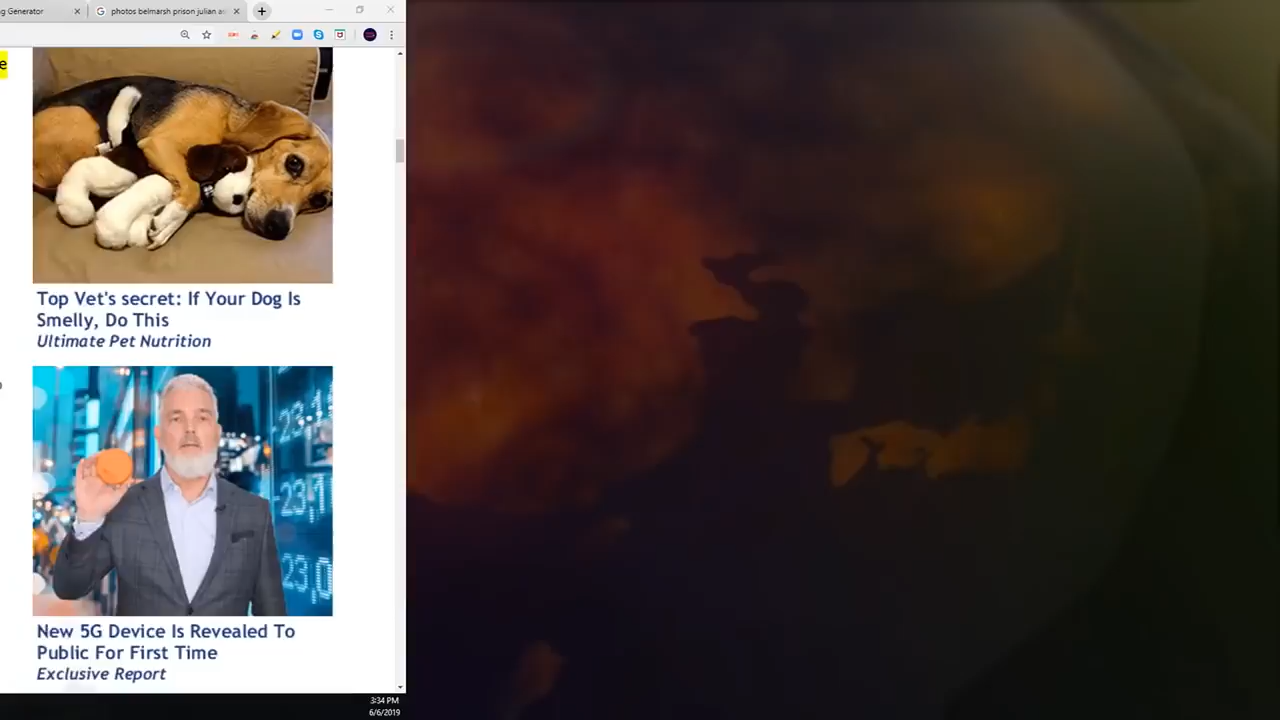 g Generator
photos belmarsh prison julian as
e
Top Vet's secret: If Your Dog Is
Smelly, Do This
Ultimate Pet Nutrition
New 5G Device Is Revealed To
Public For First Time
Exclusive Report
3:34 PM
6/6/2019